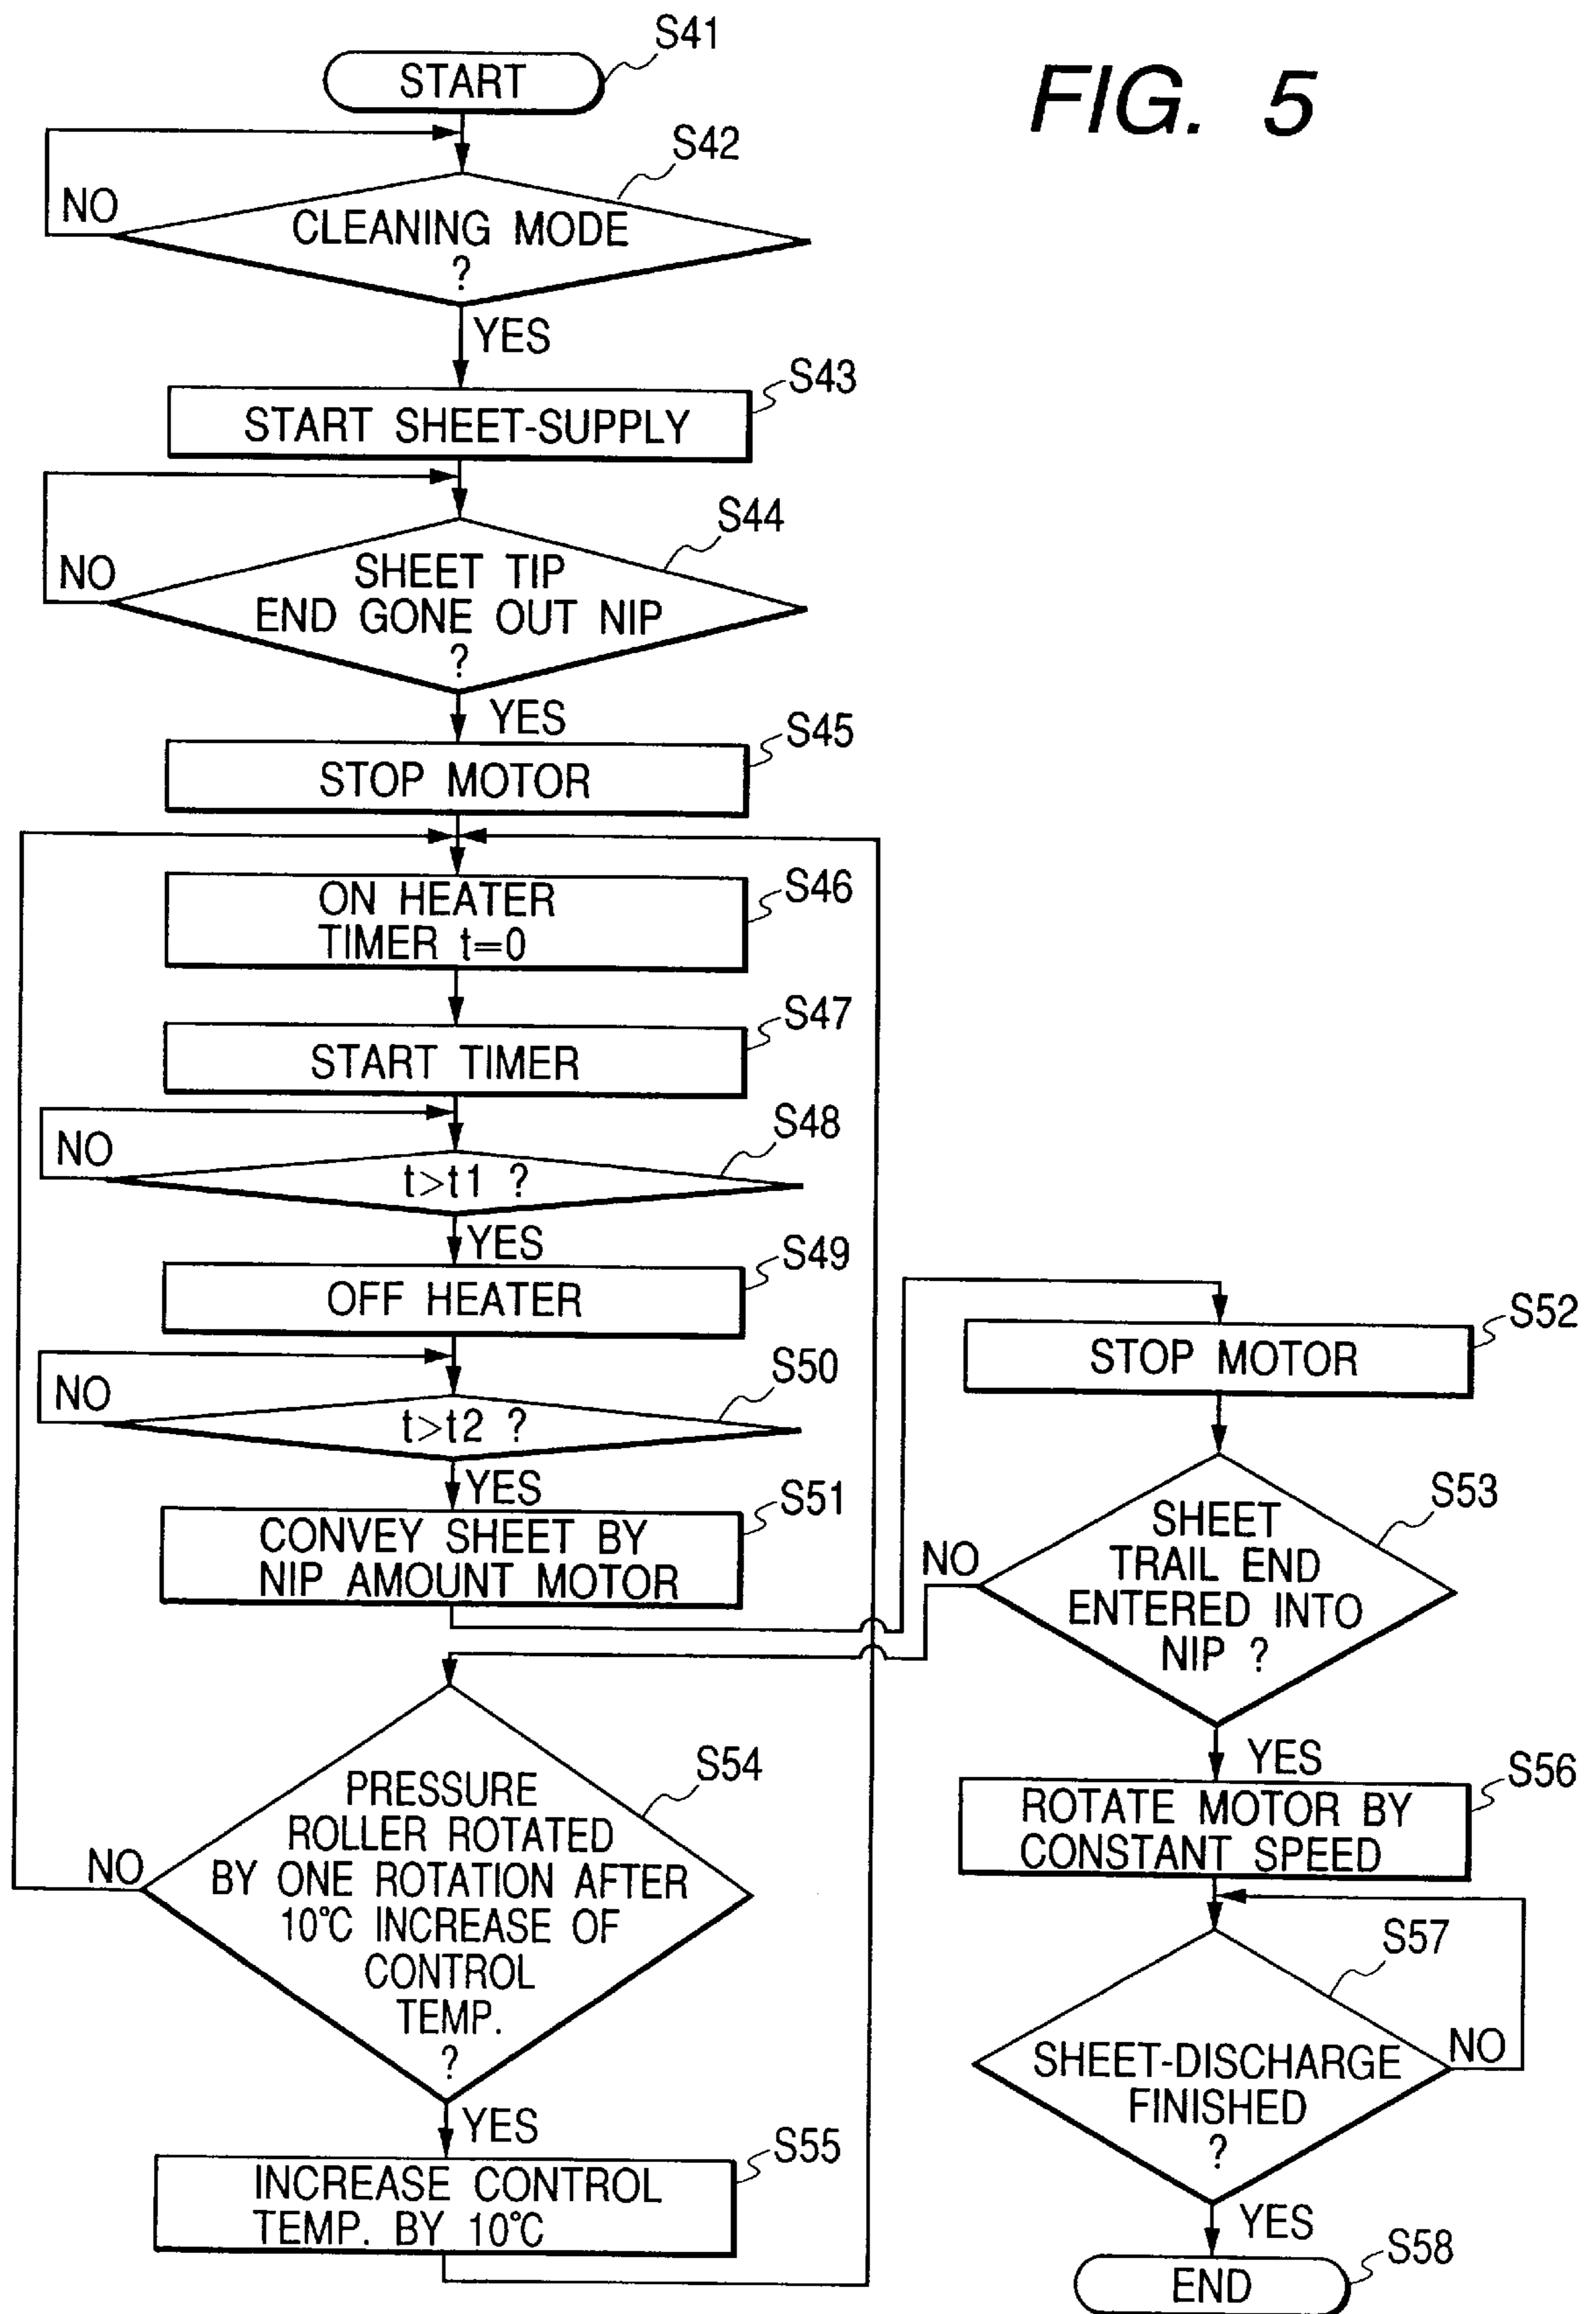 FIG. 5
S41
START
S42
NO
CLEANING MODE
?
YES
S43
START SHEET-SUPPLY
S44
NO
SHEET TIP
END GONE OUT NIP
?
YES
S45
STOP MOTOR
S46
ON HEATER
TIMER t=0
S47
START TIMER
S48
NO
t>t1 ?
YES
S49
OFF HEATER
S50
NO
t>t2 ?
YES
S51
CONVEY SHEET BY
NIP AMOUNT MOTOR
S52
STOP MOTOR
S53
NO
SHEET
TRAIL END
ENTERED INTO
NIP ?
YES
S54
NO
PRESSURE
ROLLER ROTATED
BY ONE ROTATION AFTER
10°C INCREASE OF
CONTROL
TEMP.
?
YES
S55
INCREASE CONTROL
TEMP. BY 10°C
S56
ROTATE MOTOR BY
CONSTANT SPEED
S57
NO
SHEET-DISCHARGE
FINISHED
?
YES
S58
END